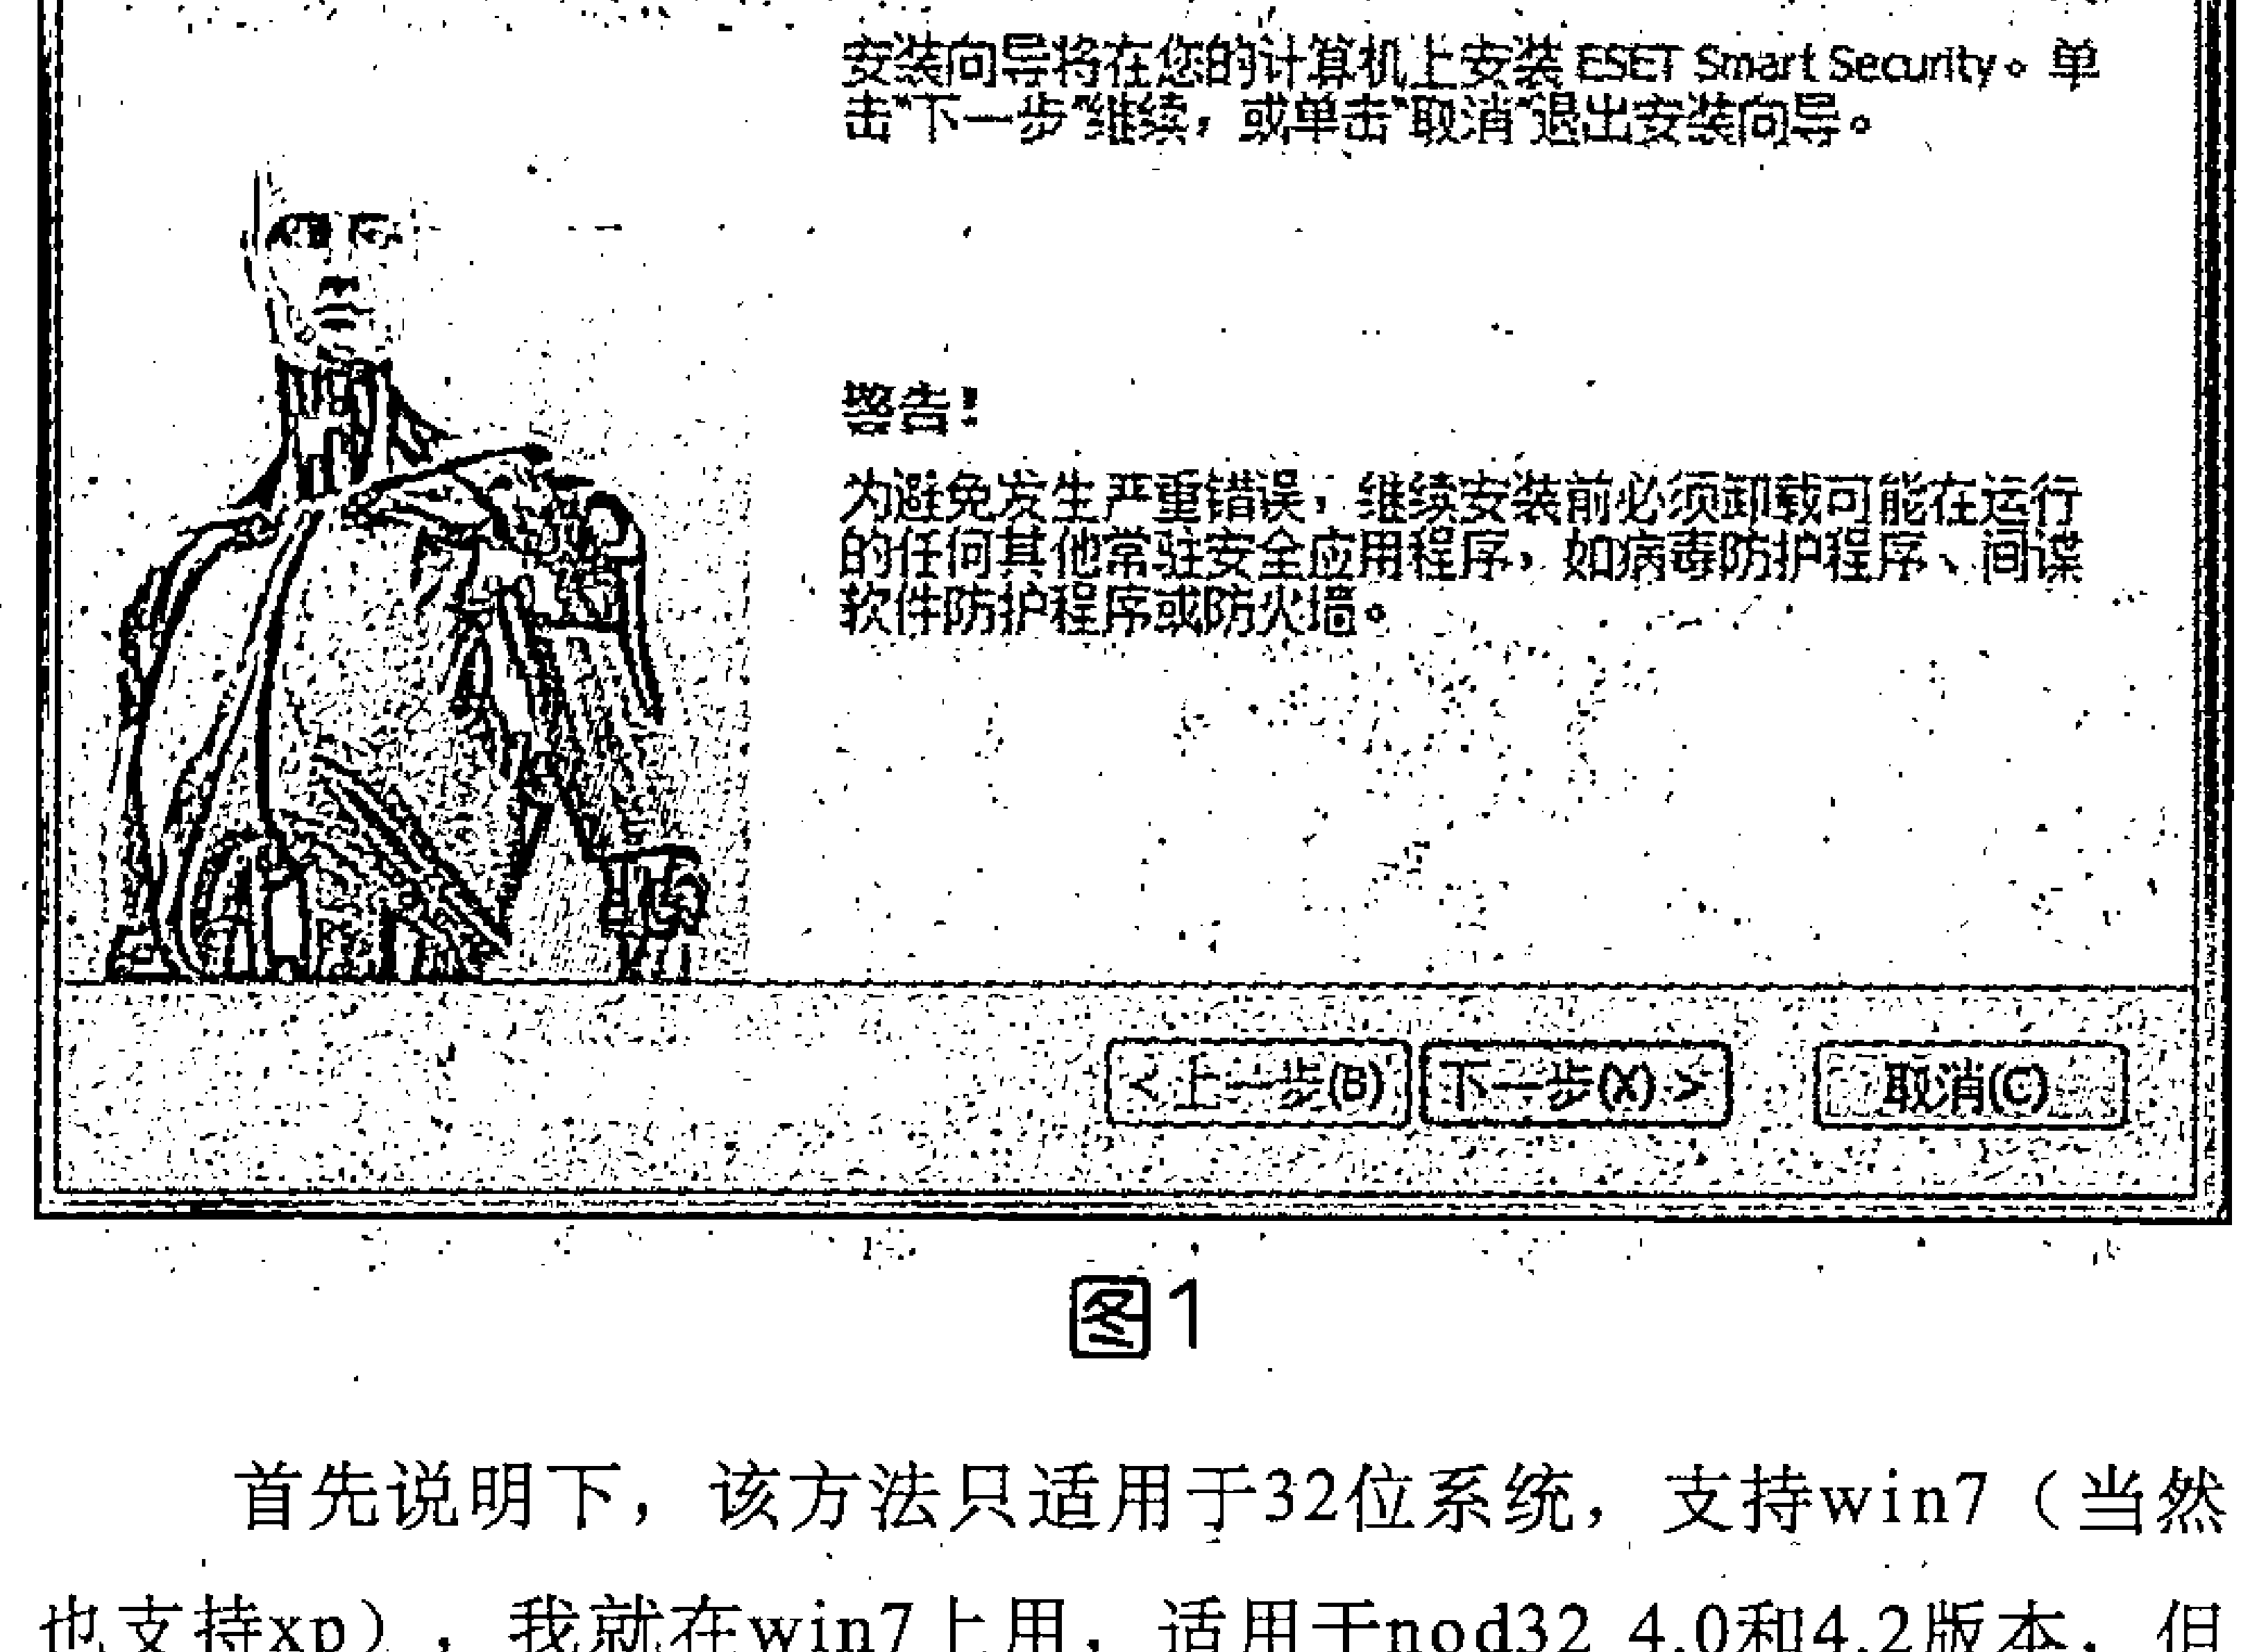 安装向导将在您的计算机上安装 ESET Smart Security。单
击"下一步"继续，或单击"取消"退出安装向导。
警告！
为避免发生严重错误，继续安装前必须卸载可能在运行
的任何其他常驻安全应用程序，如病毒防护程序、间谍
软件防护程序或防火墙。
<上一步(B) 下一步(X)> 取消(C)
图1
首先说明下，该方法只适用于32位系统，支持win7（当然
也支持xp），我就在win7上用，适用于nod32 4.0和4.2版本，但